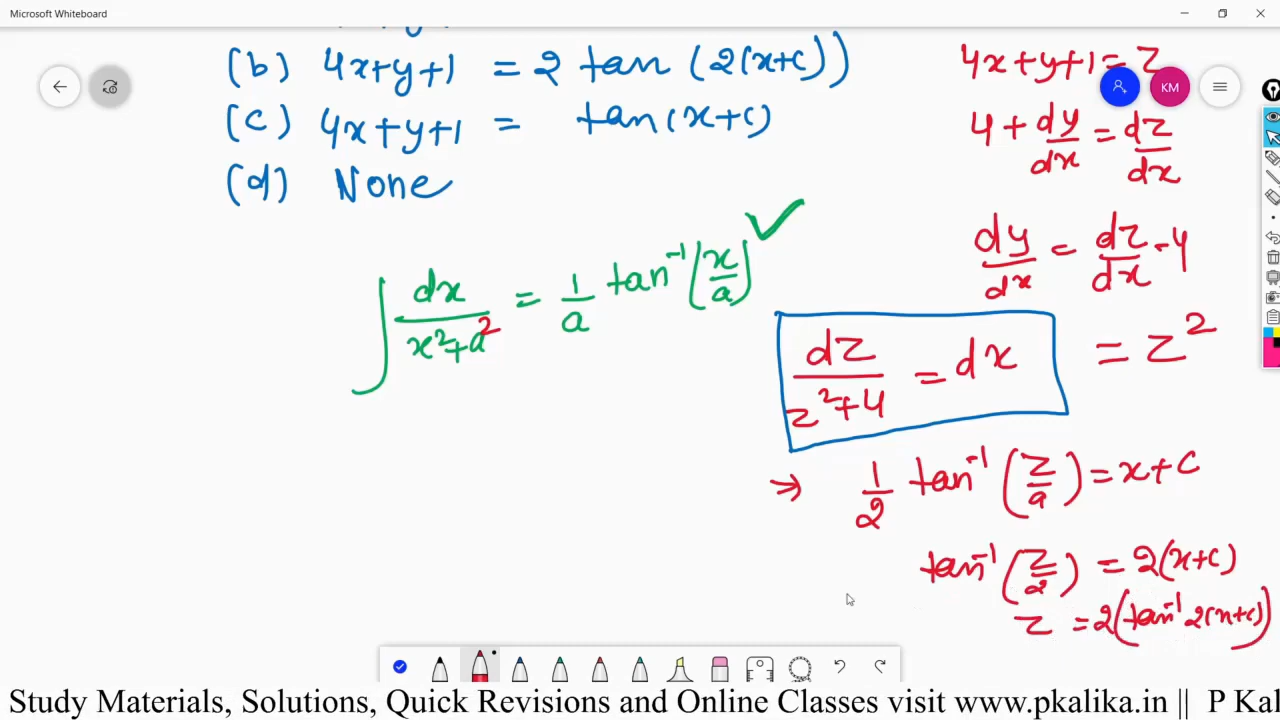 Microsoft Whiteboard
(b) 4x+y+1 = 2 tan (2(x+c))
(c) 4x+y+1 = tan(x+c)
(d) None
∫ dx/(x²+a²) = 1/a tan⁻¹(x/a) ✓
4x+y+1=z
KM
4+dy/dx=dz/dx
dy/dx = dz/dx-4
dz/(z²+4) = dx = z²
⇒ 1/2 tan⁻¹(z/a)=x+c
tan⁻¹(z/2) = 2(x+c)
z =2(tan⁻¹2(x+c))
Study Materials, Solutions, Quick Revisions and Online Classes visit www.pkalika.in || P Kal